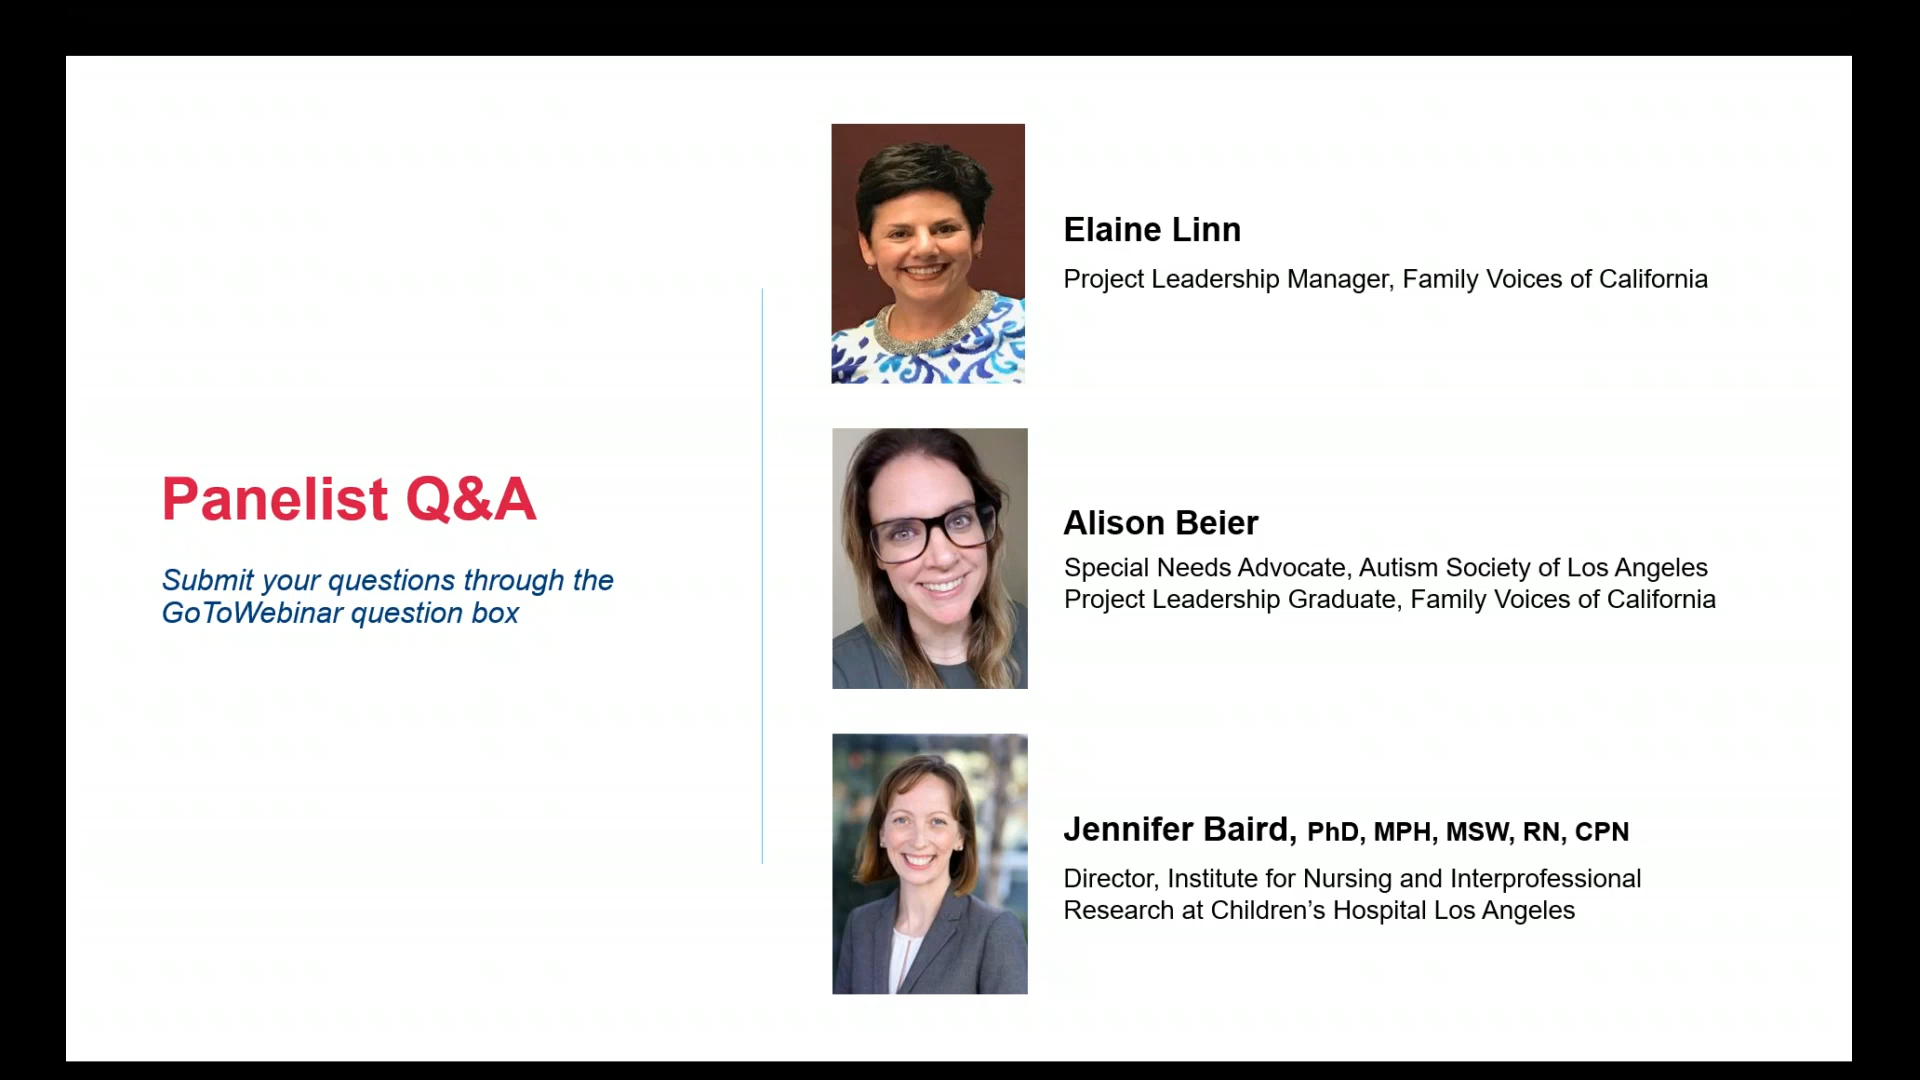 Panelist Q&A
Submit your questions through the
GoToWebinar question box
Elaine Linn
Project Leadership Manager, Family Voices of California
Alison Beier
Special Needs Advocate, Autism Society of Los Angeles
Project Leadership Graduate, Family Voices of California
Jennifer Baird, PhD, MPH, MSW, RN, CPN
Director, Institute for Nursing and Interprofessional
Research at Children’s Hospital Los Angeles